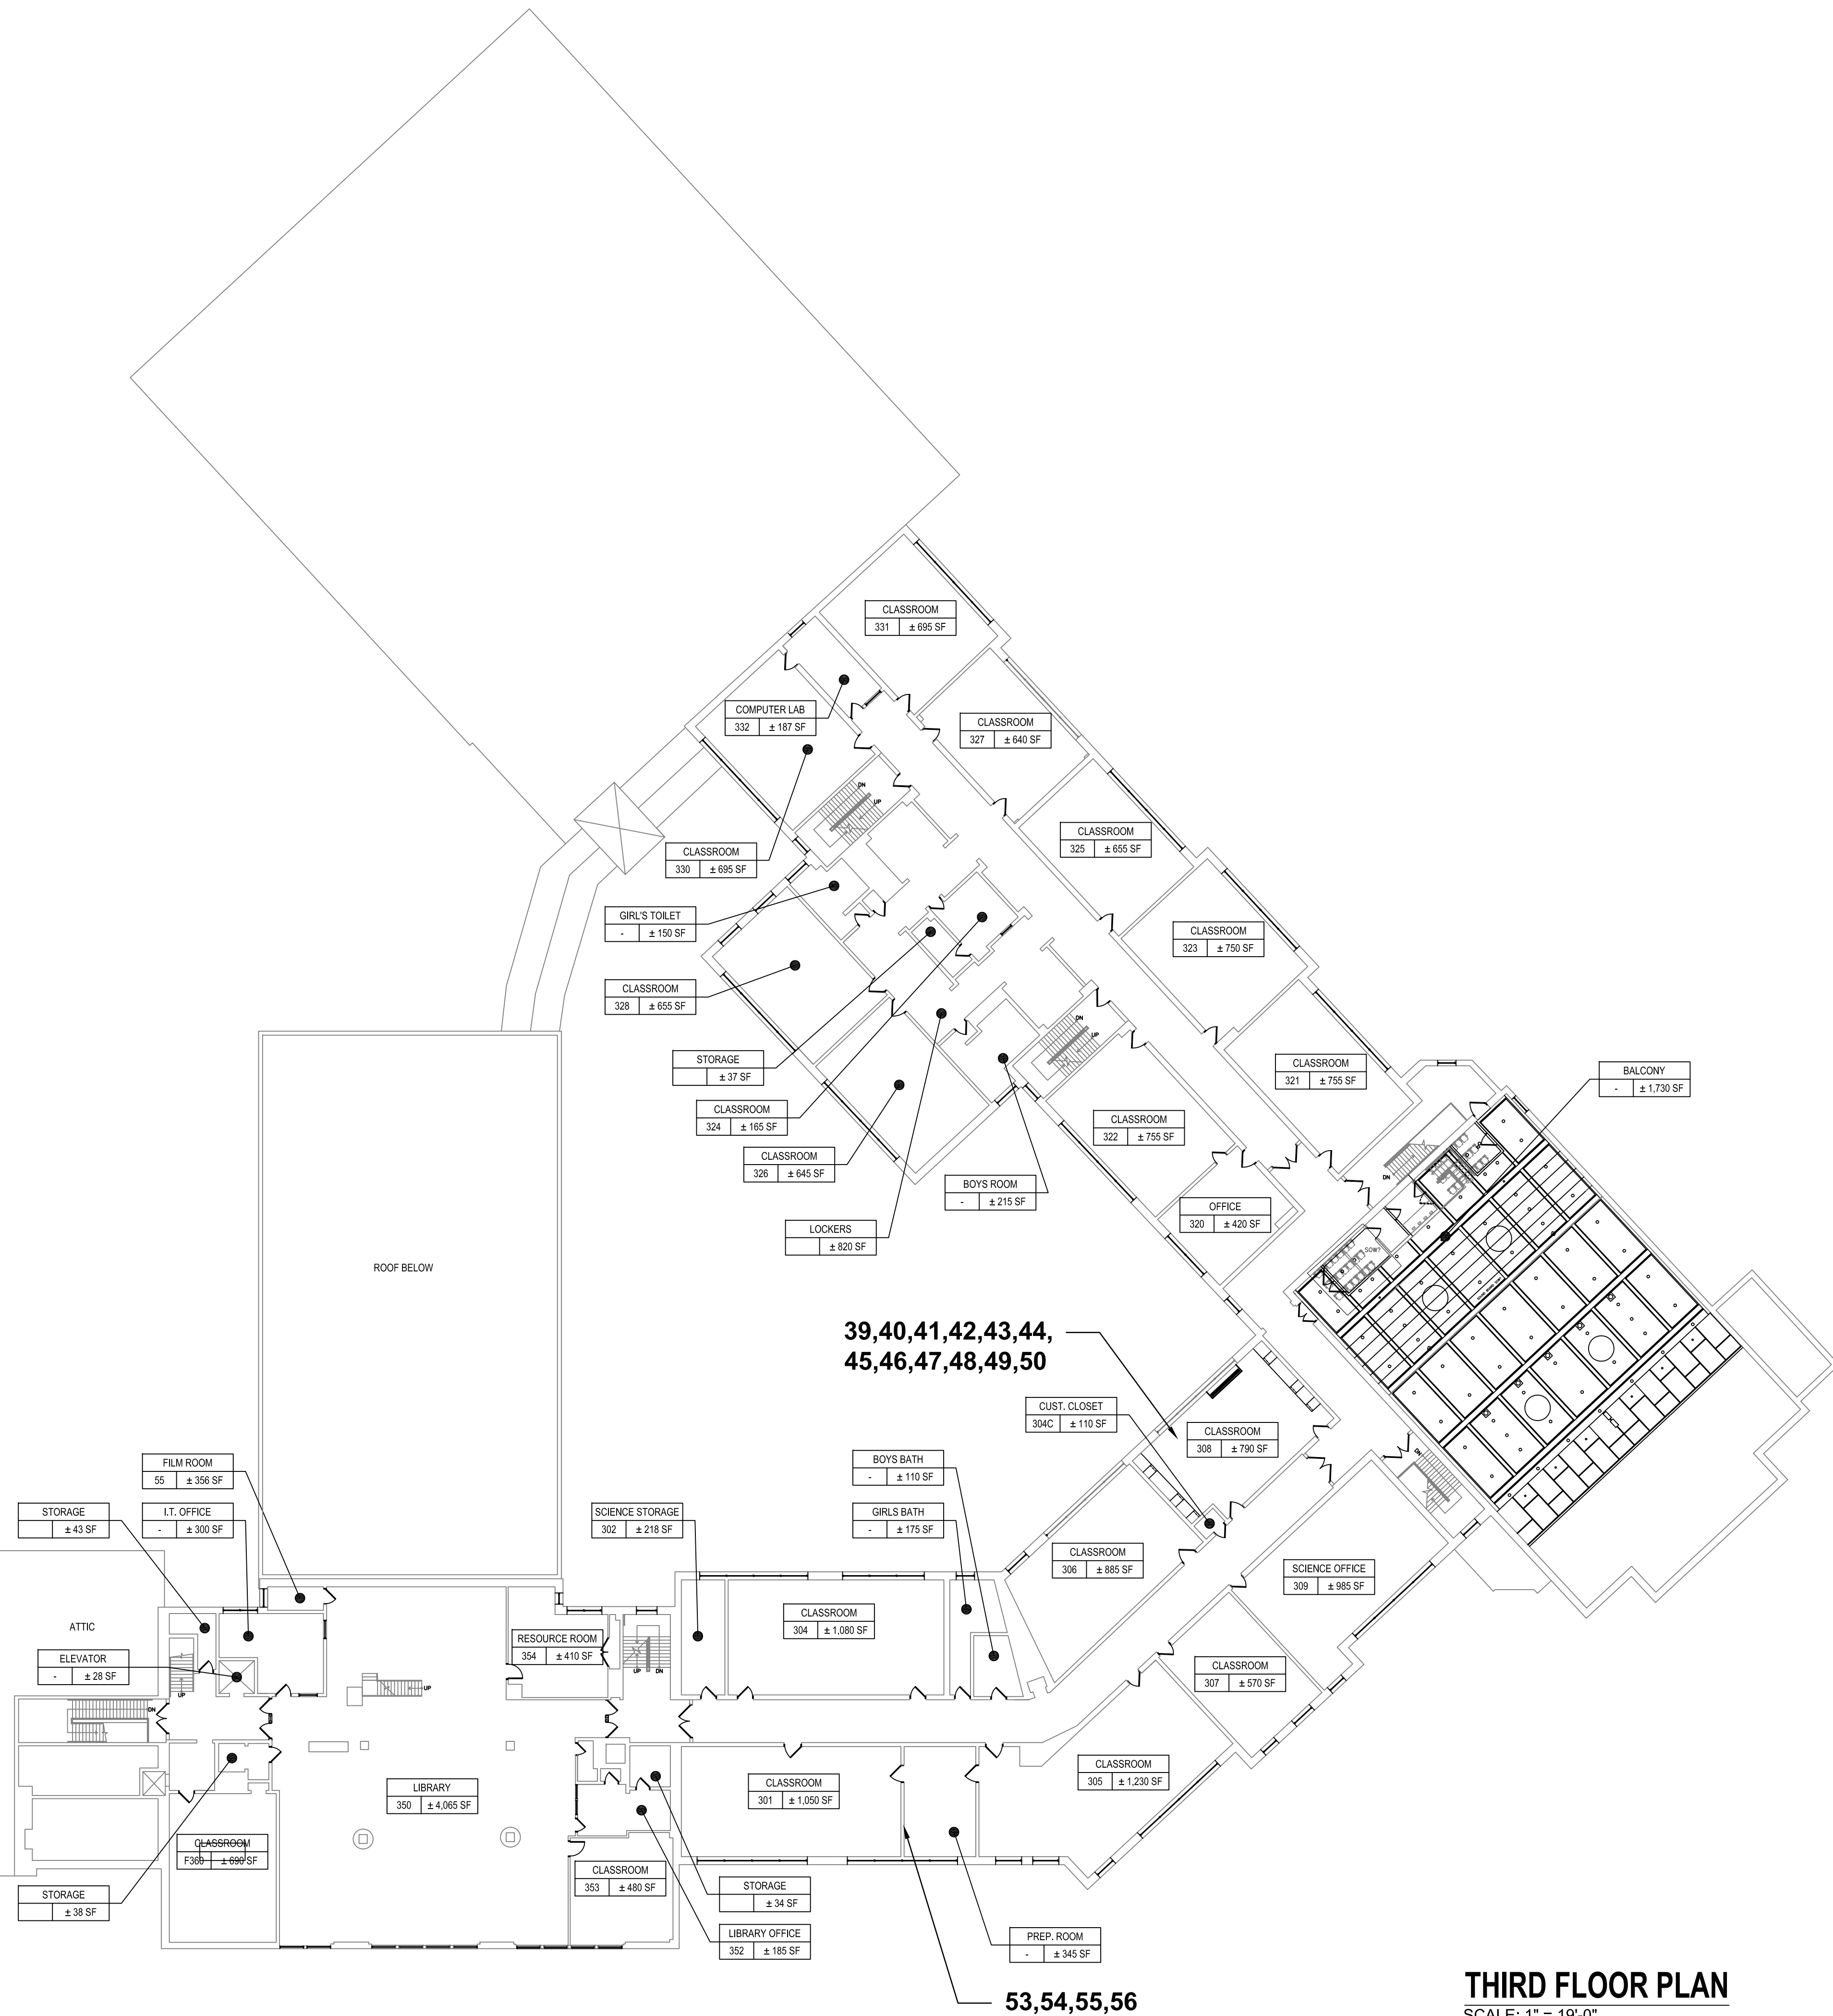 CLASSROOM
331 ± 695 SF
COMPUTER LAB
332 ± 187 SF
CLASSROOM
327 ± 640 SF
DN
UP
CLASSROOM
325 ± 655 SF
CLASSROOM
330 ± 695 SF
GIRL'S TOILET
- ± 150 SF
CLASSROOM
323 ± 750 SF
CLASSROOM
328 ± 655 SF
DN
UP
STORAGE
± 37 SF
CLASSROOM
321 ± 755 SF
BALCONY
- ± 1,730 SF
CLASSROOM
324 ± 165 SF
CLASSROOM
322 ± 755 SF
CLASSROOM
326 ± 645 SF
BOYS ROOM
- ± 215 SF
DN
OFFICE
320 ± 420 SF
LOCKERS
± 820 SF
SOW?
ROOF BELOW
39,40,41,42,43,44,
45,46,47,48,49,50
CUST. CLOSET
304C ± 110 SF
CLASSROOM
308 ± 790 SF
DN
FILM ROOM
55 ± 356 SF
BOYS BATH
- ± 110 SF
STORAGE
± 43 SF
I.T. OFFICE
- ± 300 SF
SCIENCE STORAGE
302 ± 218 SF
GIRLS BATH
- ± 175 SF
CLASSROOM
306 ± 885 SF
SCIENCE OFFICE
309 ± 985 SF
ATTIC
CLASSROOM
304 ± 1,080 SF
RESOURCE ROOM
354 ± 410 SF
ELEVATOR
- ± 28 SF
UP
UP DN
UP
CLASSROOM
307 ± 570 SF
DN
CLASSROOM
305 ± 1,230 SF
LIBRARY
350 ± 4,065 SF
CLASSROOM
301 ± 1,050 SF
CLASSROOM
F360 ± 690 SF
CLASSROOM
353 ± 480 SF
STORAGE
± 38 SF
STORAGE
± 34 SF
LIBRARY OFFICE
352 ± 185 SF
PREP. ROOM
- ± 345 SF
53,54,55,56
THIRD FLOOR PLAN
SCALE: 1" = 19'-0"